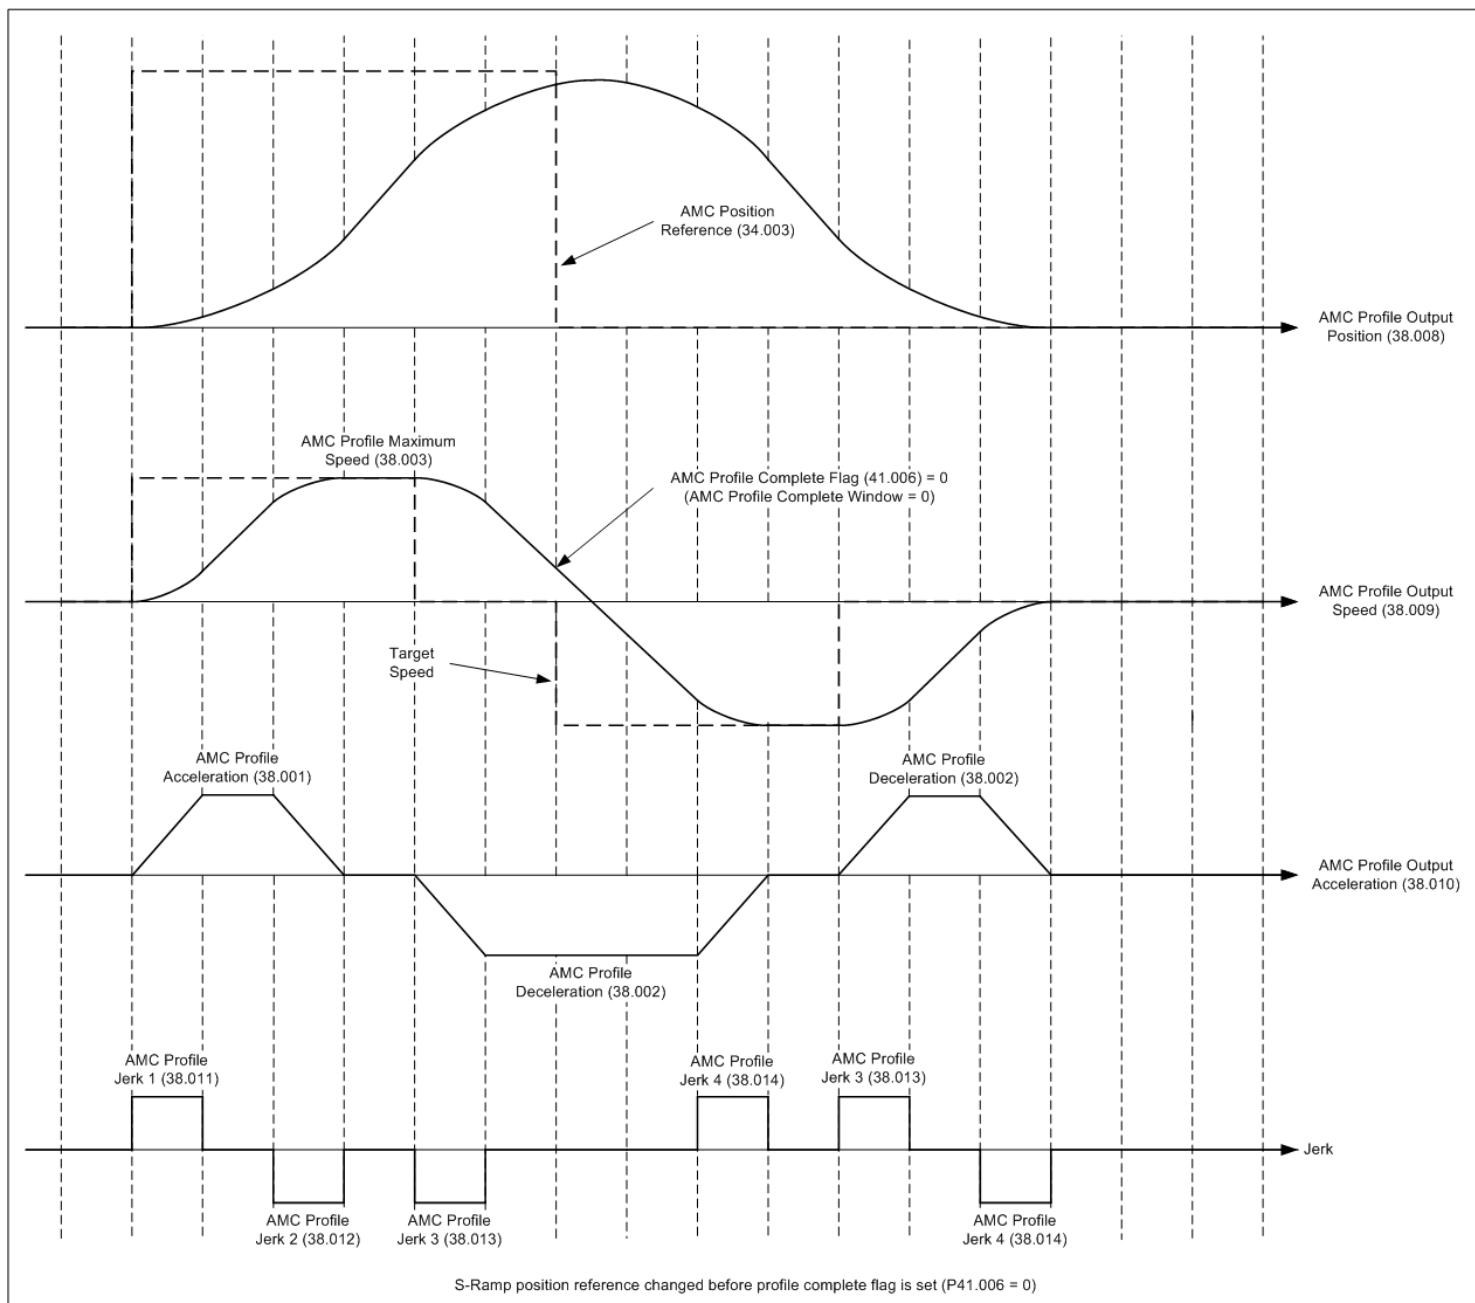 AMC Position
Reference (34.003)
AMC Profile Output
Position (38.008)
AMC Profile Maximum
Speed (38.003)
AMC Profile Complete Flag (41.006) = 0
(AMC Profile Complete Window = 0)
AMC Profile Output
Speed (38.009)
Target
Speed
AMC Profile
Acceleration (38.001)
AMC Profile
Deceleration (38.002)
AMC Profile Output
Acceleration (38.010)
AMC Profile
Deceleration (38.002)
AMC Profile
Jerk 1 (38.011)
AMC Profile
Jerk 4 (38.014)
AMC Profile
Jerk 3 (38.013)
Jerk
AMC Profile
Jerk 2 (38.012)
AMC Profile
Jerk 3 (38.013)
AMC Profile
Jerk 4 (38.014)
S-Ramp position reference changed before profile complete flag is set (P41.006 = 0)